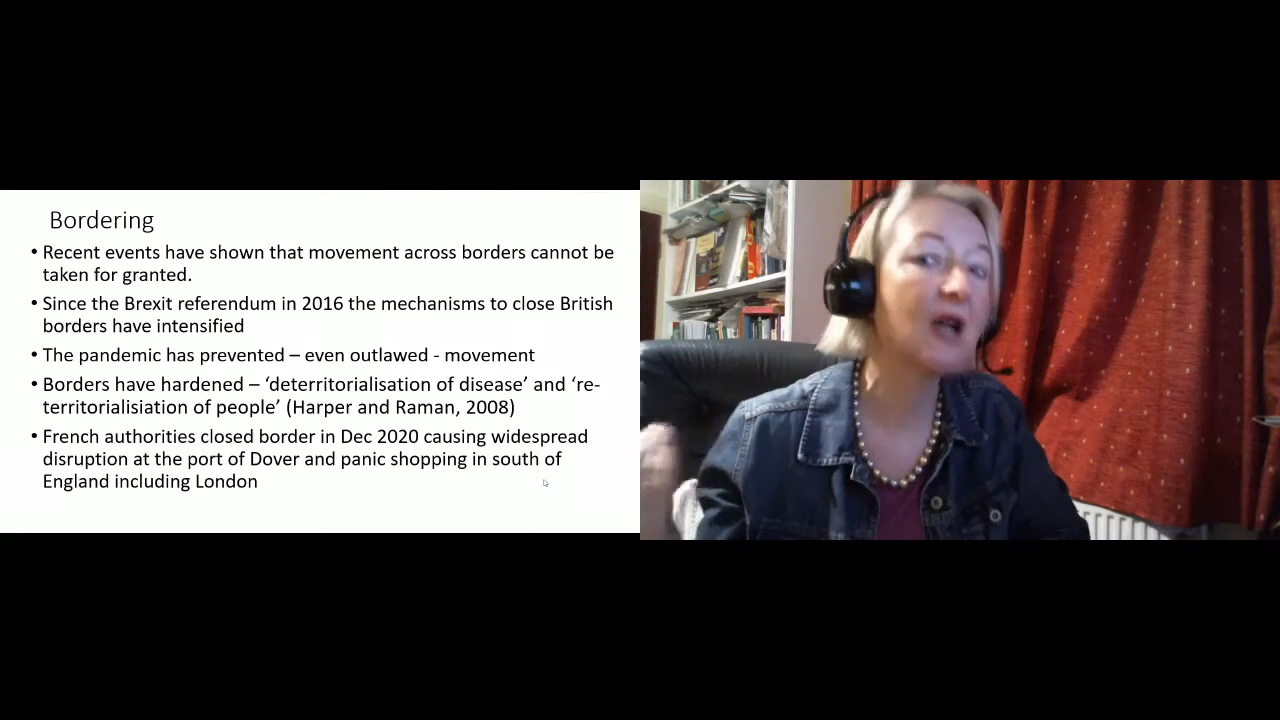 Bordering
• Recent events have shown that movement across borders cannot be
taken for granted.
• Since the Brexit referendum in 2016 the mechanisms to close British
borders have intensified
• The pandemic has prevented – even outlawed - movement
• Borders have hardened – ‘deterritorialisation of disease’ and ‘re-
territorialisiation of people’ (Harper and Raman, 2008)
• French authorities closed border in Dec 2020 causing widespread
disruption at the port of Dover and panic shopping in south of
England including London